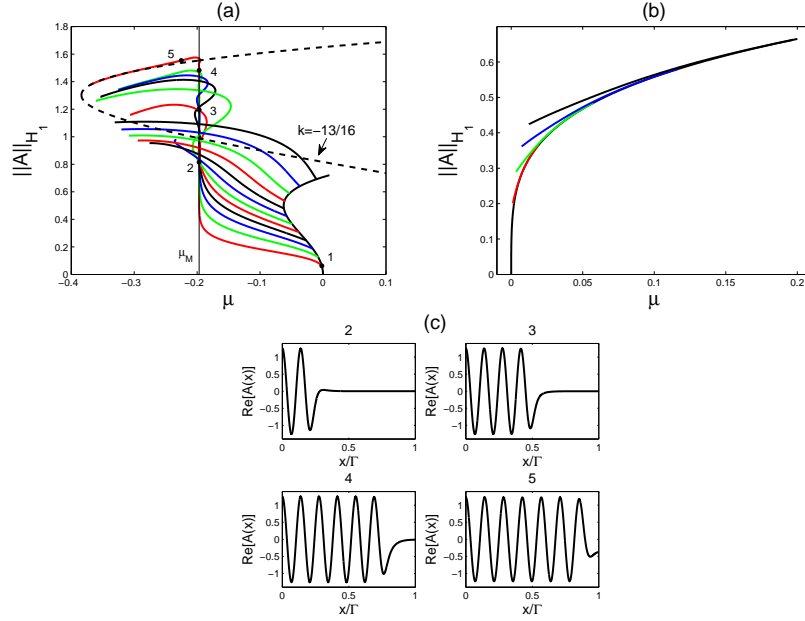 (a)
1.8
1.6
1.4
1.2
1
0.8
0.6
0.4
0.2
0
||A||H1
5
4
3
k=−13/16
2
μM
1
−0.4 −0.3 −0.2 −0.1 0 0.1
μ
(b)
0.6
0.5
0.4
0.3
0.2
0.1
0
||A||H1
0 0.05 0.1 0.15 0.2
μ
(c)
2
1
0.5
0
−0.5
−1
Re[A(x)]
0 0.5 1
x/Γ
3
1
0.5
0
−0.5
−1
Re[A(x)]
0 0.5 1
x/Γ
4
1
0.5
0
−0.5
−1
Re[A(x)]
0 0.5 1
x/Γ
5
1
0.5
0
−0.5
−1
Re[A(x)]
0 0.5 1
x/Γ